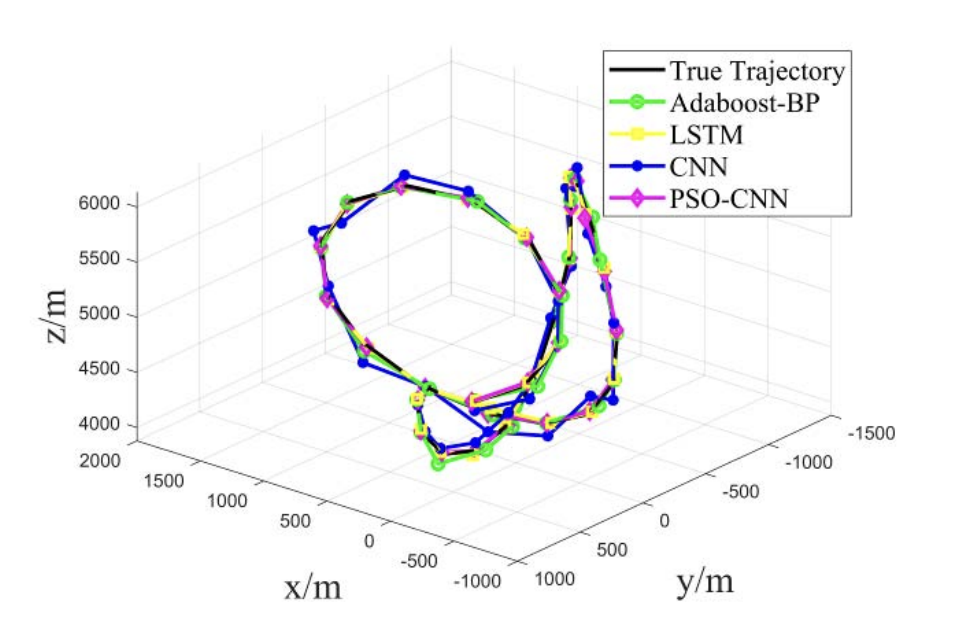 True Trajectory
Adaboost-BP
LSTM
CNN
PSO-CNN
6000
5500
5000
4500
4000
z/m
2000
1500
1000
500
0
-500
-1000
x/m
1000
500
0
-500
-1000
-1500
y/m